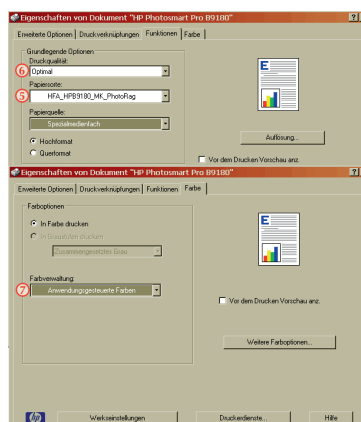 Eigenschaften von Dokument "HP Photosmart Pro B9180" ?
Erweiterte Optionen Druckverknüpfungen Funktionen Farbe
Grundlegende Optionen
Druckqualität:
6 Optimal
Papiersorte:
5 HFA_HPB9180_MK_PhotoRag
Papierquelle:
Spezialmedienfach
Hochformat
Querformat
E
Auflösung...
Vor dem Drucken Vorschau anz.
Eigenschaften von Dokument "HP Photosmart Pro B9180" ?
Erweiterte Optionen Druckverknüpfungen Funktionen Farbe
Farboptionen
In Farbe drucken
In Graustufen drucken
Zusammengesetztes Grau
E
Farbverwaltung:
7 Anwendungsgesteuerte Farben
Vor dem Drucken Vorschau anz.
Weitere Farboptionen...
hp Werkseinstellungen Druckerdienste... Hilfe